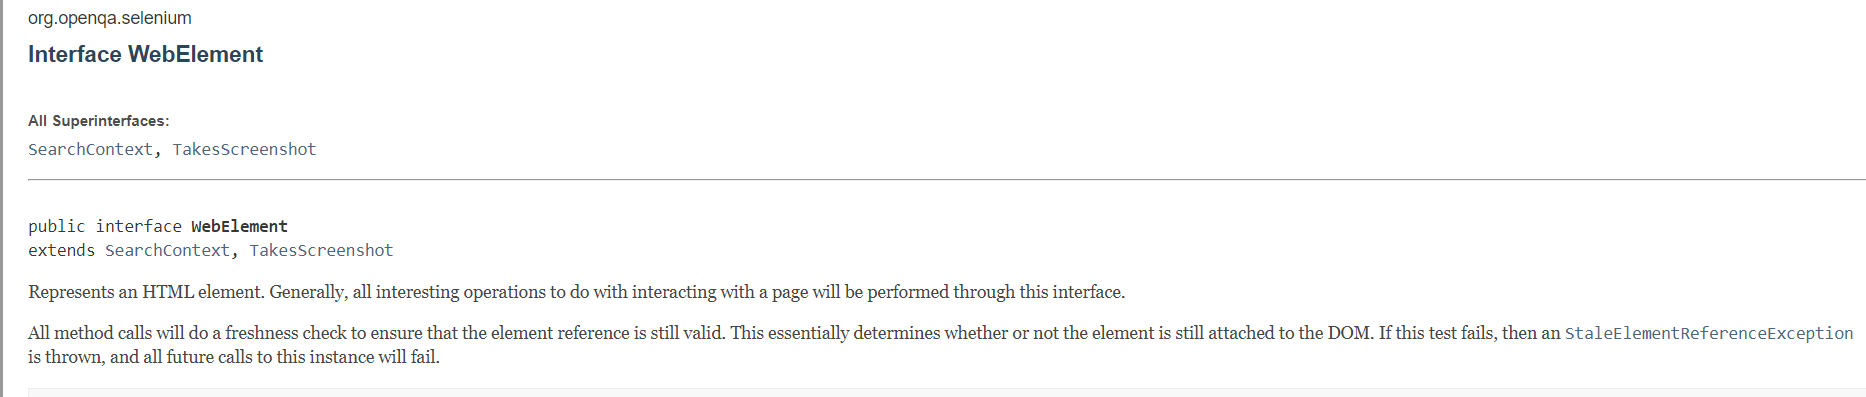 org.openqa.selenium
Interface WebElement
All Superinterfaces:
SearchContext, TakesScreenshot
public interface WebElement
extends SearchContext, TakesScreenshot
Represents an HTML element. Generally, all interesting operations to do with interacting with a page will be performed through this interface.
All method calls will do a freshness check to ensure that the element reference is still valid. This essentially determines whether or not the element is still attached to the DOM. If this test fails, then an StaleElementReferenceException
is thrown, and all future calls to this instance will fail.